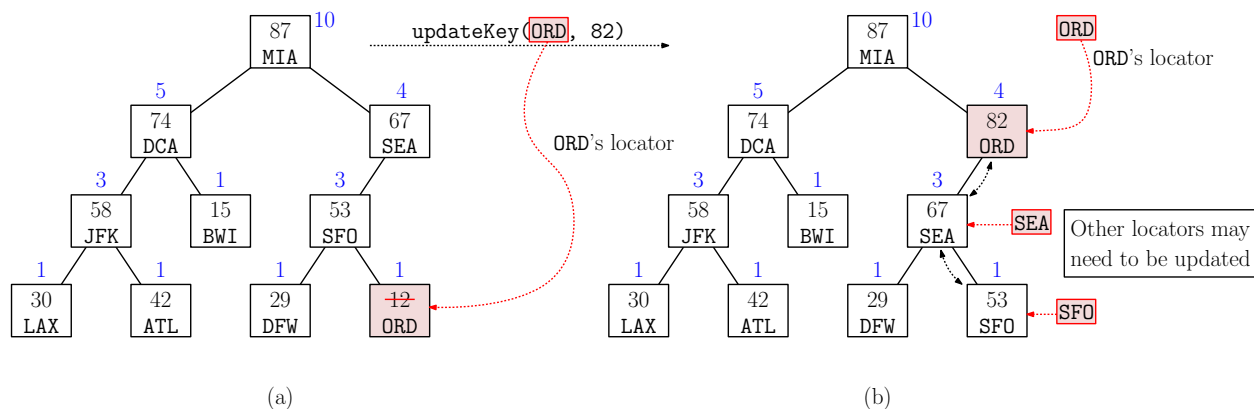 10
87
MIA
updateKey(ORD, 82)
5
74
DCA
4
67
SEA
ORD's locator
3
58
JFK
1
15
BWI
3
53
SFO
1
30
LAX
1
42
ATL
1
29
DFW
1
12
ORD
(a)
10
87
MIA
ORD
ORD's locator
5
74
DCA
4
82
ORD
3
58
JFK
1
15
BWI
3
67
SEA
SEA
Other locators may
need to be updated
1
30
LAX
1
42
ATL
1
29
DFW
1
53
SFO
SFO
(b)